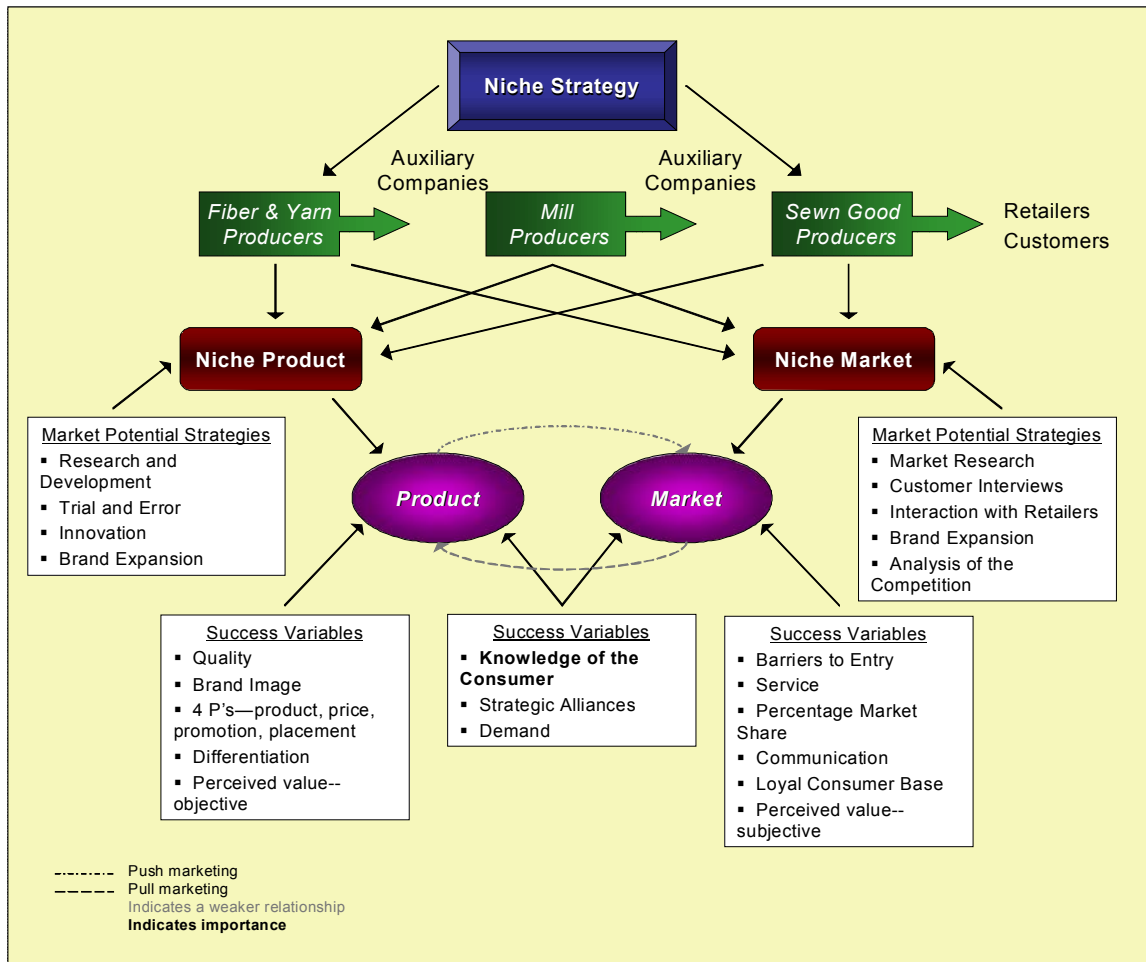 Niche Strategy
Auxiliary
Companies
Auxiliary
Companies
Fiber & Yarn
Producers
Mill
Producers
Sewn Good
Producers
Retailers
Customers
Niche Product
Niche Market
Market Potential Strategies
▪ Research and
Development
▪ Trial and Error
▪ Innovation
▪ Brand Expansion
Product
Market
Market Potential Strategies
▪ Market Research
▪ Customer Interviews
▪ Interaction with Retailers
▪ Brand Expansion
▪ Analysis of the
Competition
Success Variables
▪ Quality
▪ Brand Image
▪ 4 P's—product, price,
promotion, placement
▪ Differentiation
▪ Perceived value--
objective
Success Variables
▪ Knowledge of the
Consumer
▪ Strategic Alliances
▪ Demand
Success Variables
▪ Barriers to Entry
▪ Service
▪ Percentage Market
Share
▪ Communication
▪ Loyal Consumer Base
▪ Perceived value--
subjective
Push marketing
Pull marketing
Indicates a weaker relationship
Indicates importance